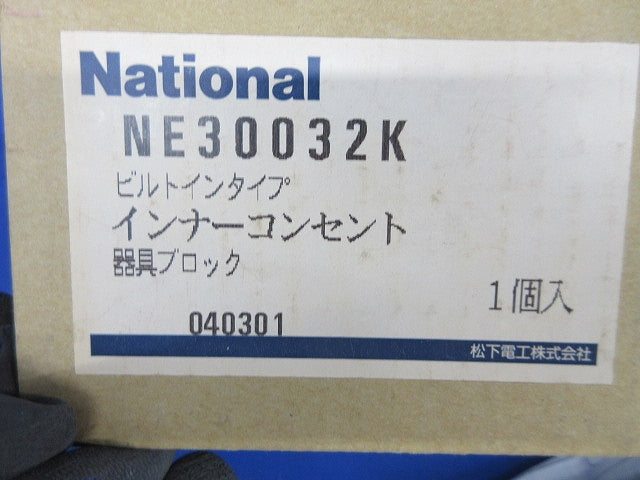 National
NE30032K
ビルトインタイプ
インナーコンセント
器具ブロック
1個入
040301
松下電工株式会社